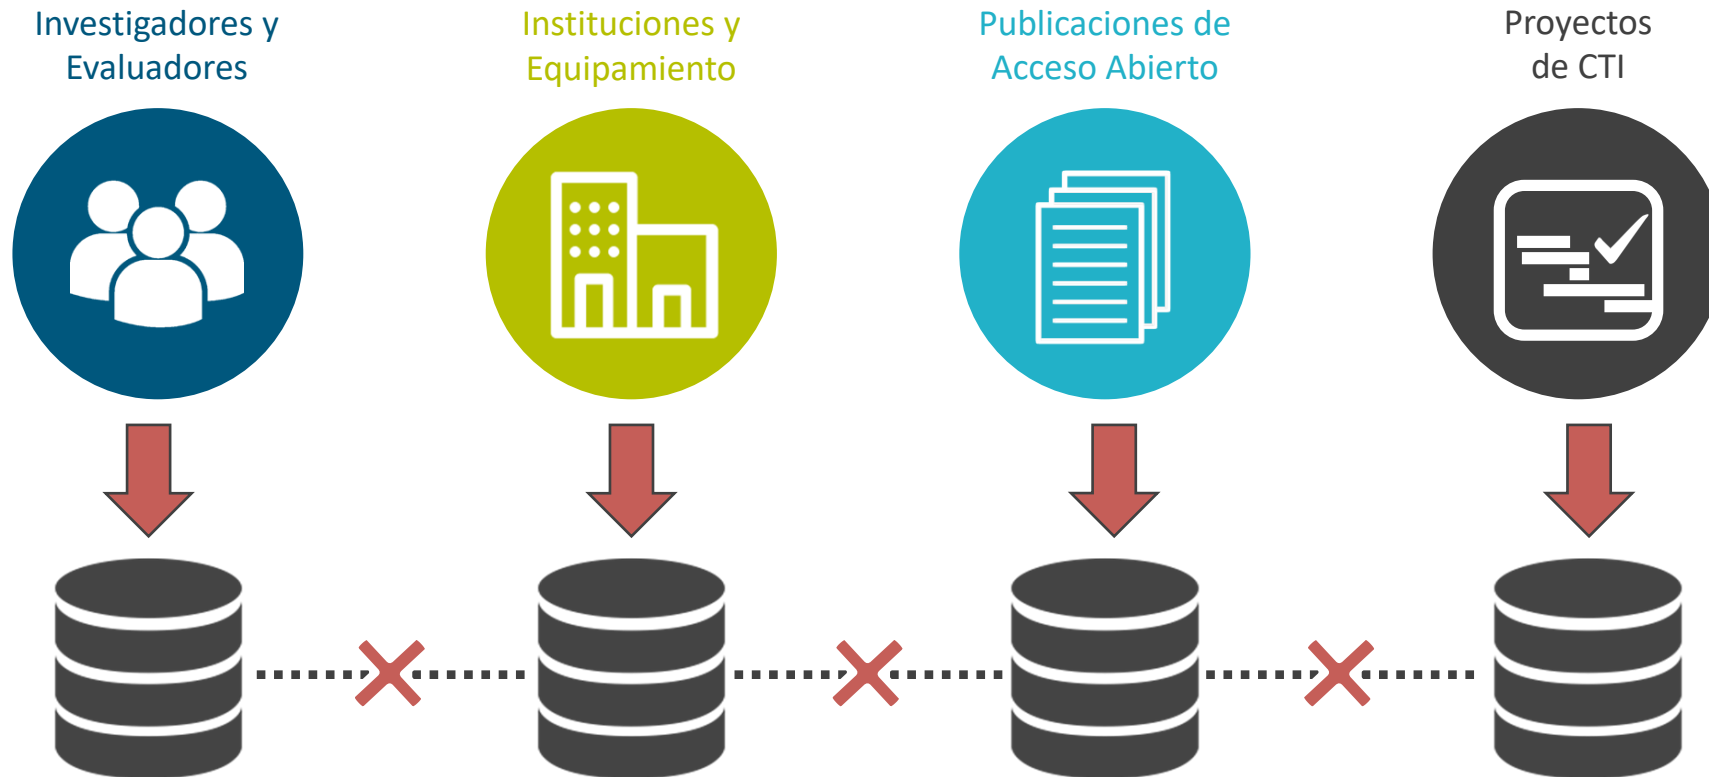 Investigadores y
Evaluadores
Instituciones y
Equipamiento
Publicaciones de
Acceso Abierto
Proyectos
de CTI